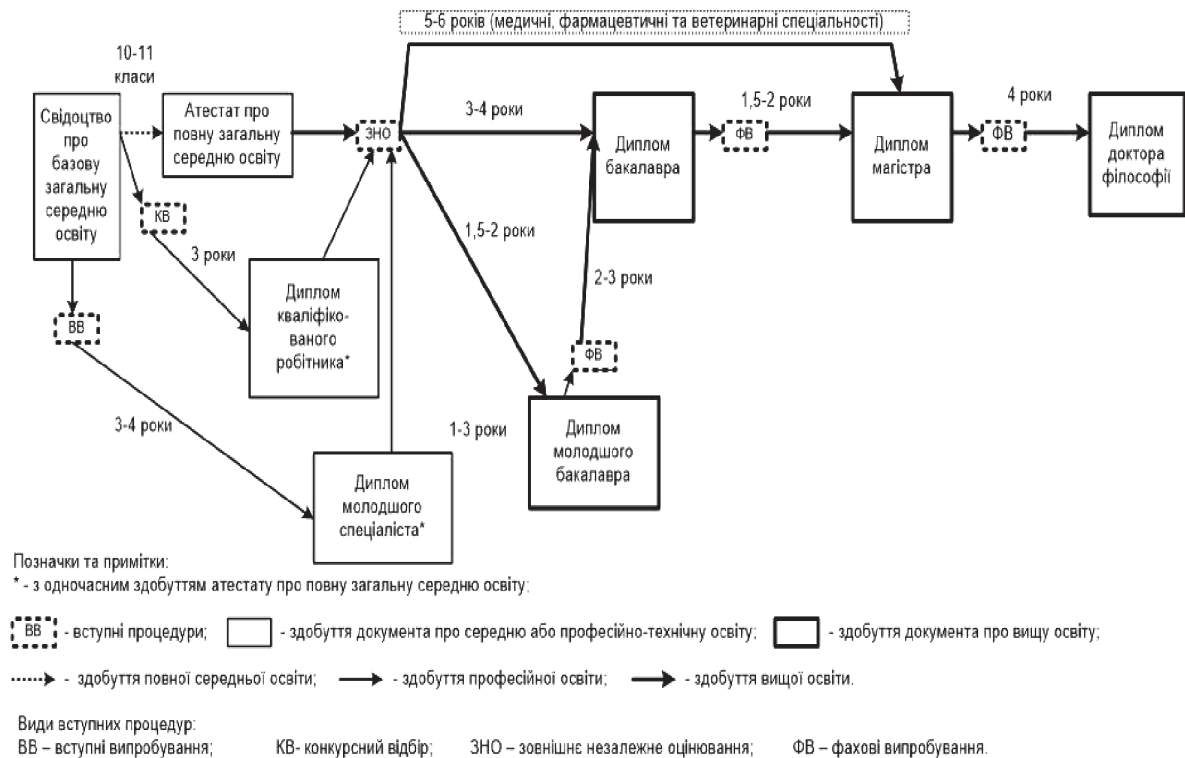 5-6 років (медичні, фармацевтичні та ветеринарні спеціальності)
10-11
класи
Свідоцтво
про
базову
загальну
середню
освіту
Атестат про
повну загальну
середню освіту
ЗНО
3-4 роки
Диплом
бакалавра
ФВ
1,5-2 роки
Диплом
магістра
4 роки
ФВ
Диплом
доктора
філософії
КВ
3 роки
ВВ
Диплом
кваліфіко-
ваного
робітника*
1,5-2 роки
2-3 роки
ФВ
3-4 роки
Диплом
молодшого
спеціаліста*
1-3 роки
Диплом
молодшого
бакалавра
Позначки та примітки:
* - з одночасним здобуттям атестату про повну загальну середню освіту;
ВВ - вступні процедури; - здобуття документа про середню або професійно-технічну освіту; - здобуття документа про вищу освіту;
- здобуття повної середньої освіти; - здобуття професійної освіти; - здобуття вищої освіти.
Види вступних процедур:
ВВ – вступні випробування; КВ- конкурсний відбір; ЗНО – зовнішнє незалежне оцінювання; ФВ – фахові випробування.